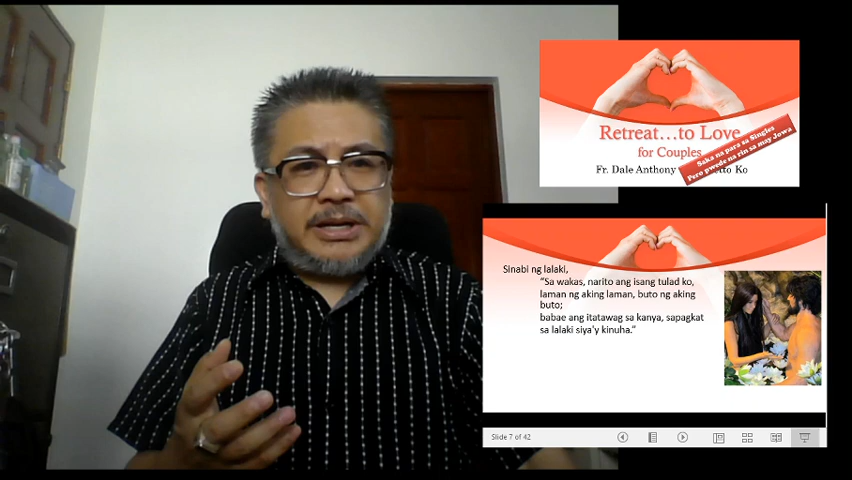 Retreat...to Love
for Couples
Saka na para sa Singles
Pero pwede na rin sa may Jowa
Fr. Dale Anthony Ko
Sinabi ng lalaki,
“Sa wakas, narito ang isang tulad ko,
laman ng aking laman, buto ng aking
buto;
babae ang itatawag sa kanya, sapagkat
sa lalaki siya'y kinuha.”
Slide 7 of 42